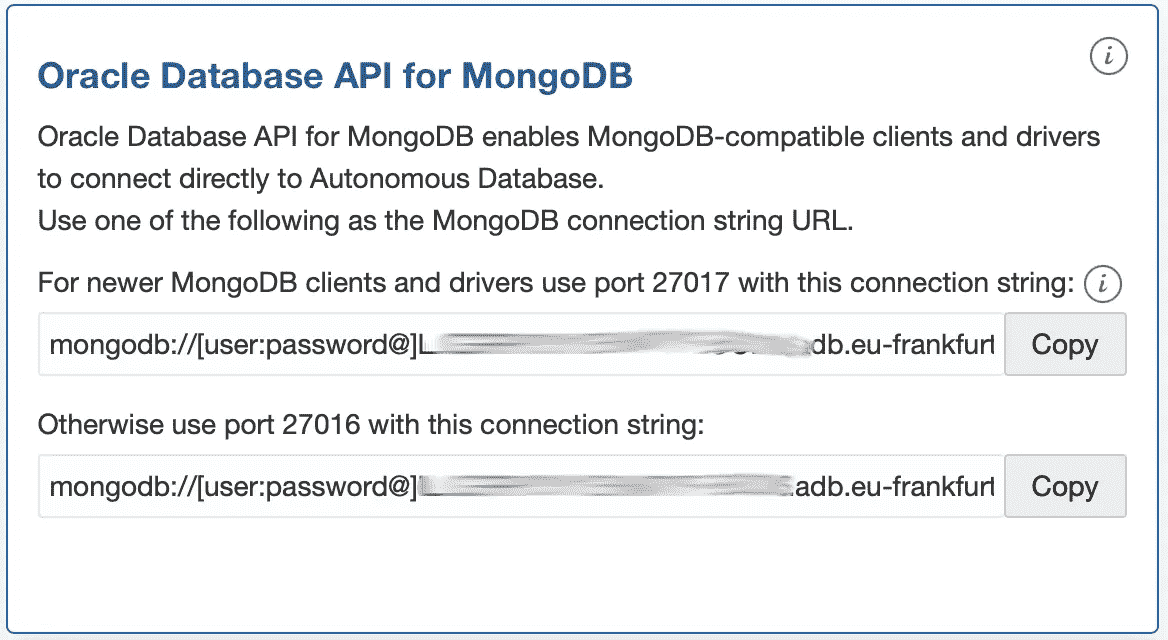 Oracle Database API for MongoDB
Oracle Database API for MongoDB enables MongoDB-compatible clients and drivers
to connect directly to Autonomous Database.
Use one of the following as the MongoDB connection string URL.
For newer MongoDB clients and drivers use port 27017 with this connection string:
mongodb://[user:password@]L db.eu-frankfurt Copy
Otherwise use port 27016 with this connection string:
mongodb://[user:password@] .adb.eu-frankfurt Copy